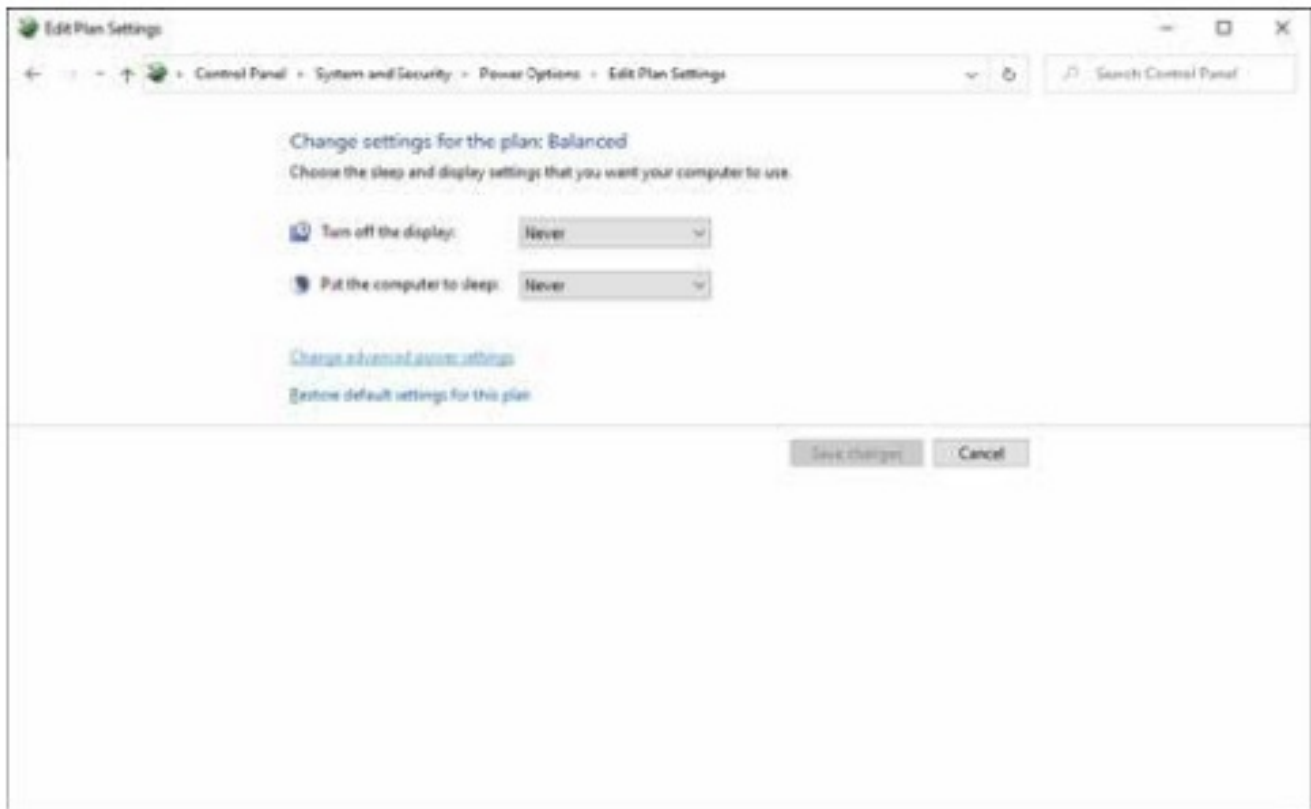 Edit Plan Settings
Control Panel › System and Security › Power Options › Edit Plan Settings
Search Control Panel
Change settings for the plan: Balanced
Choose the sleep and display settings that you want your computer to use.
Turn off the display: Never
Put the computer to sleep: Never
Change advanced power settings
Restore default settings for this plan
Save changes Cancel